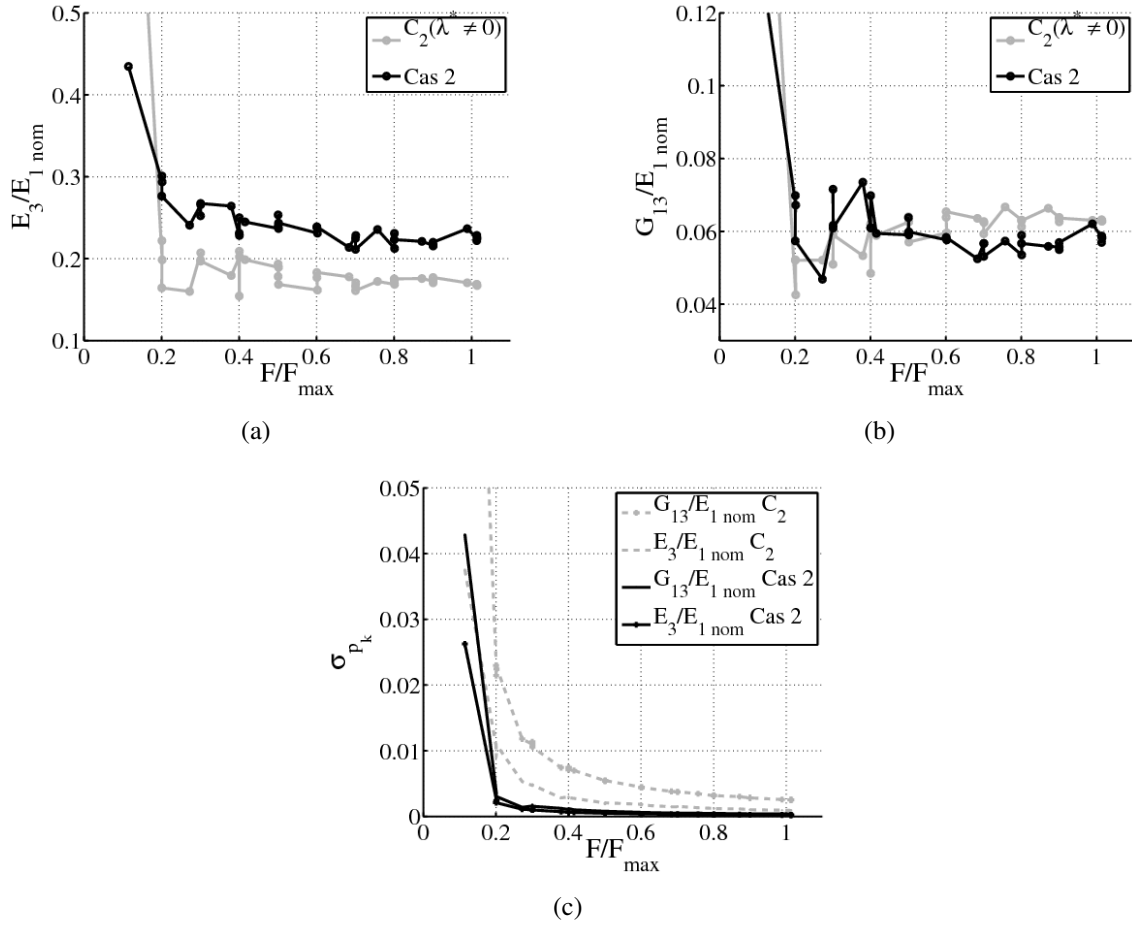 0.5
0.4
0.3
0.2
0.1
0
0.2
0.4
0.6
0.8
1
E3/E1 nom
F/Fmax
C2(λ* ≠ 0)
Cas 2
(a)
0.12
0.1
0.08
0.06
0.04
0
0.2
0.4
0.6
0.8
1
G13/E1 nom
F/Fmax
C2(λ* ≠ 0)
Cas 2
(b)
0.05
0.04
0.03
0.02
0.01
0
0
0.2
0.4
0.6
0.8
1
σpk
F/Fmax
G13/E1 nom C2
E3/E1 nom C2
G13/E1 nom Cas 2
E3/E1 nom Cas 2
(c)